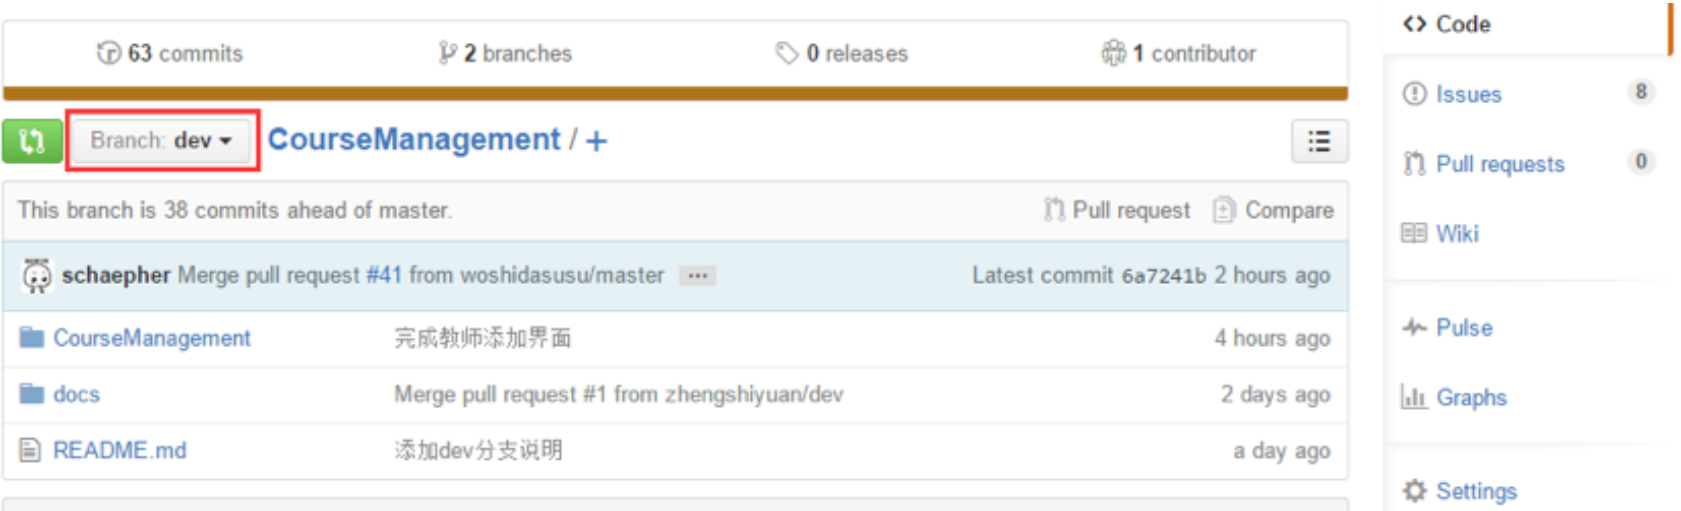 63 commits 2 branches 0 releases 1 contributor
Branch: dev CourseManagement / +
This branch is 38 commits ahead of master. Pull request Compare
schaepher Merge pull request #41 from woshidasusu/master ... Latest commit 6a7241b 2 hours ago
CourseManagement 完成教师添加界面 4 hours ago
docs Merge pull request #1 from zhengshiyuan/dev 2 days ago
README.md 添加dev分支说明 a day ago
<> Code
Issues 8
Pull requests 0
Wiki
Pulse
Graphs
Settings